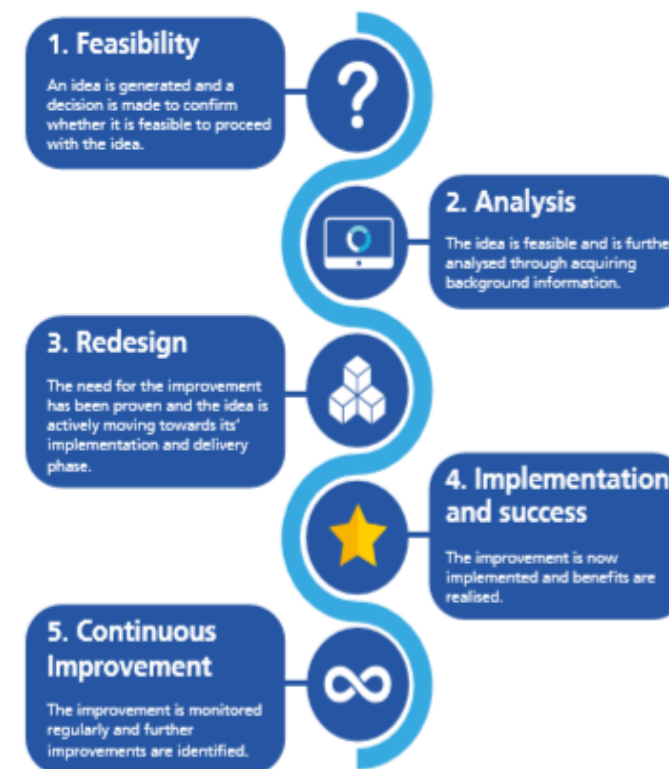 1. Feasibility
An idea is generated and a
decision is made to confirm
whether it is feasible to proceed
with the idea.
2. Analysis
The idea is feasible and is furthe
analysed through acquiring
background information.
3. Redesign
The need for the improvement
has been proven and the idea is
actively moving towards its'
implementation and delivery
phase.
4. Implementation
and success
The improvement is now
implemented and benefits are
realised.
5. Continuous
Improvement
The improvement is monitored
regularly and further
improvements are identified.